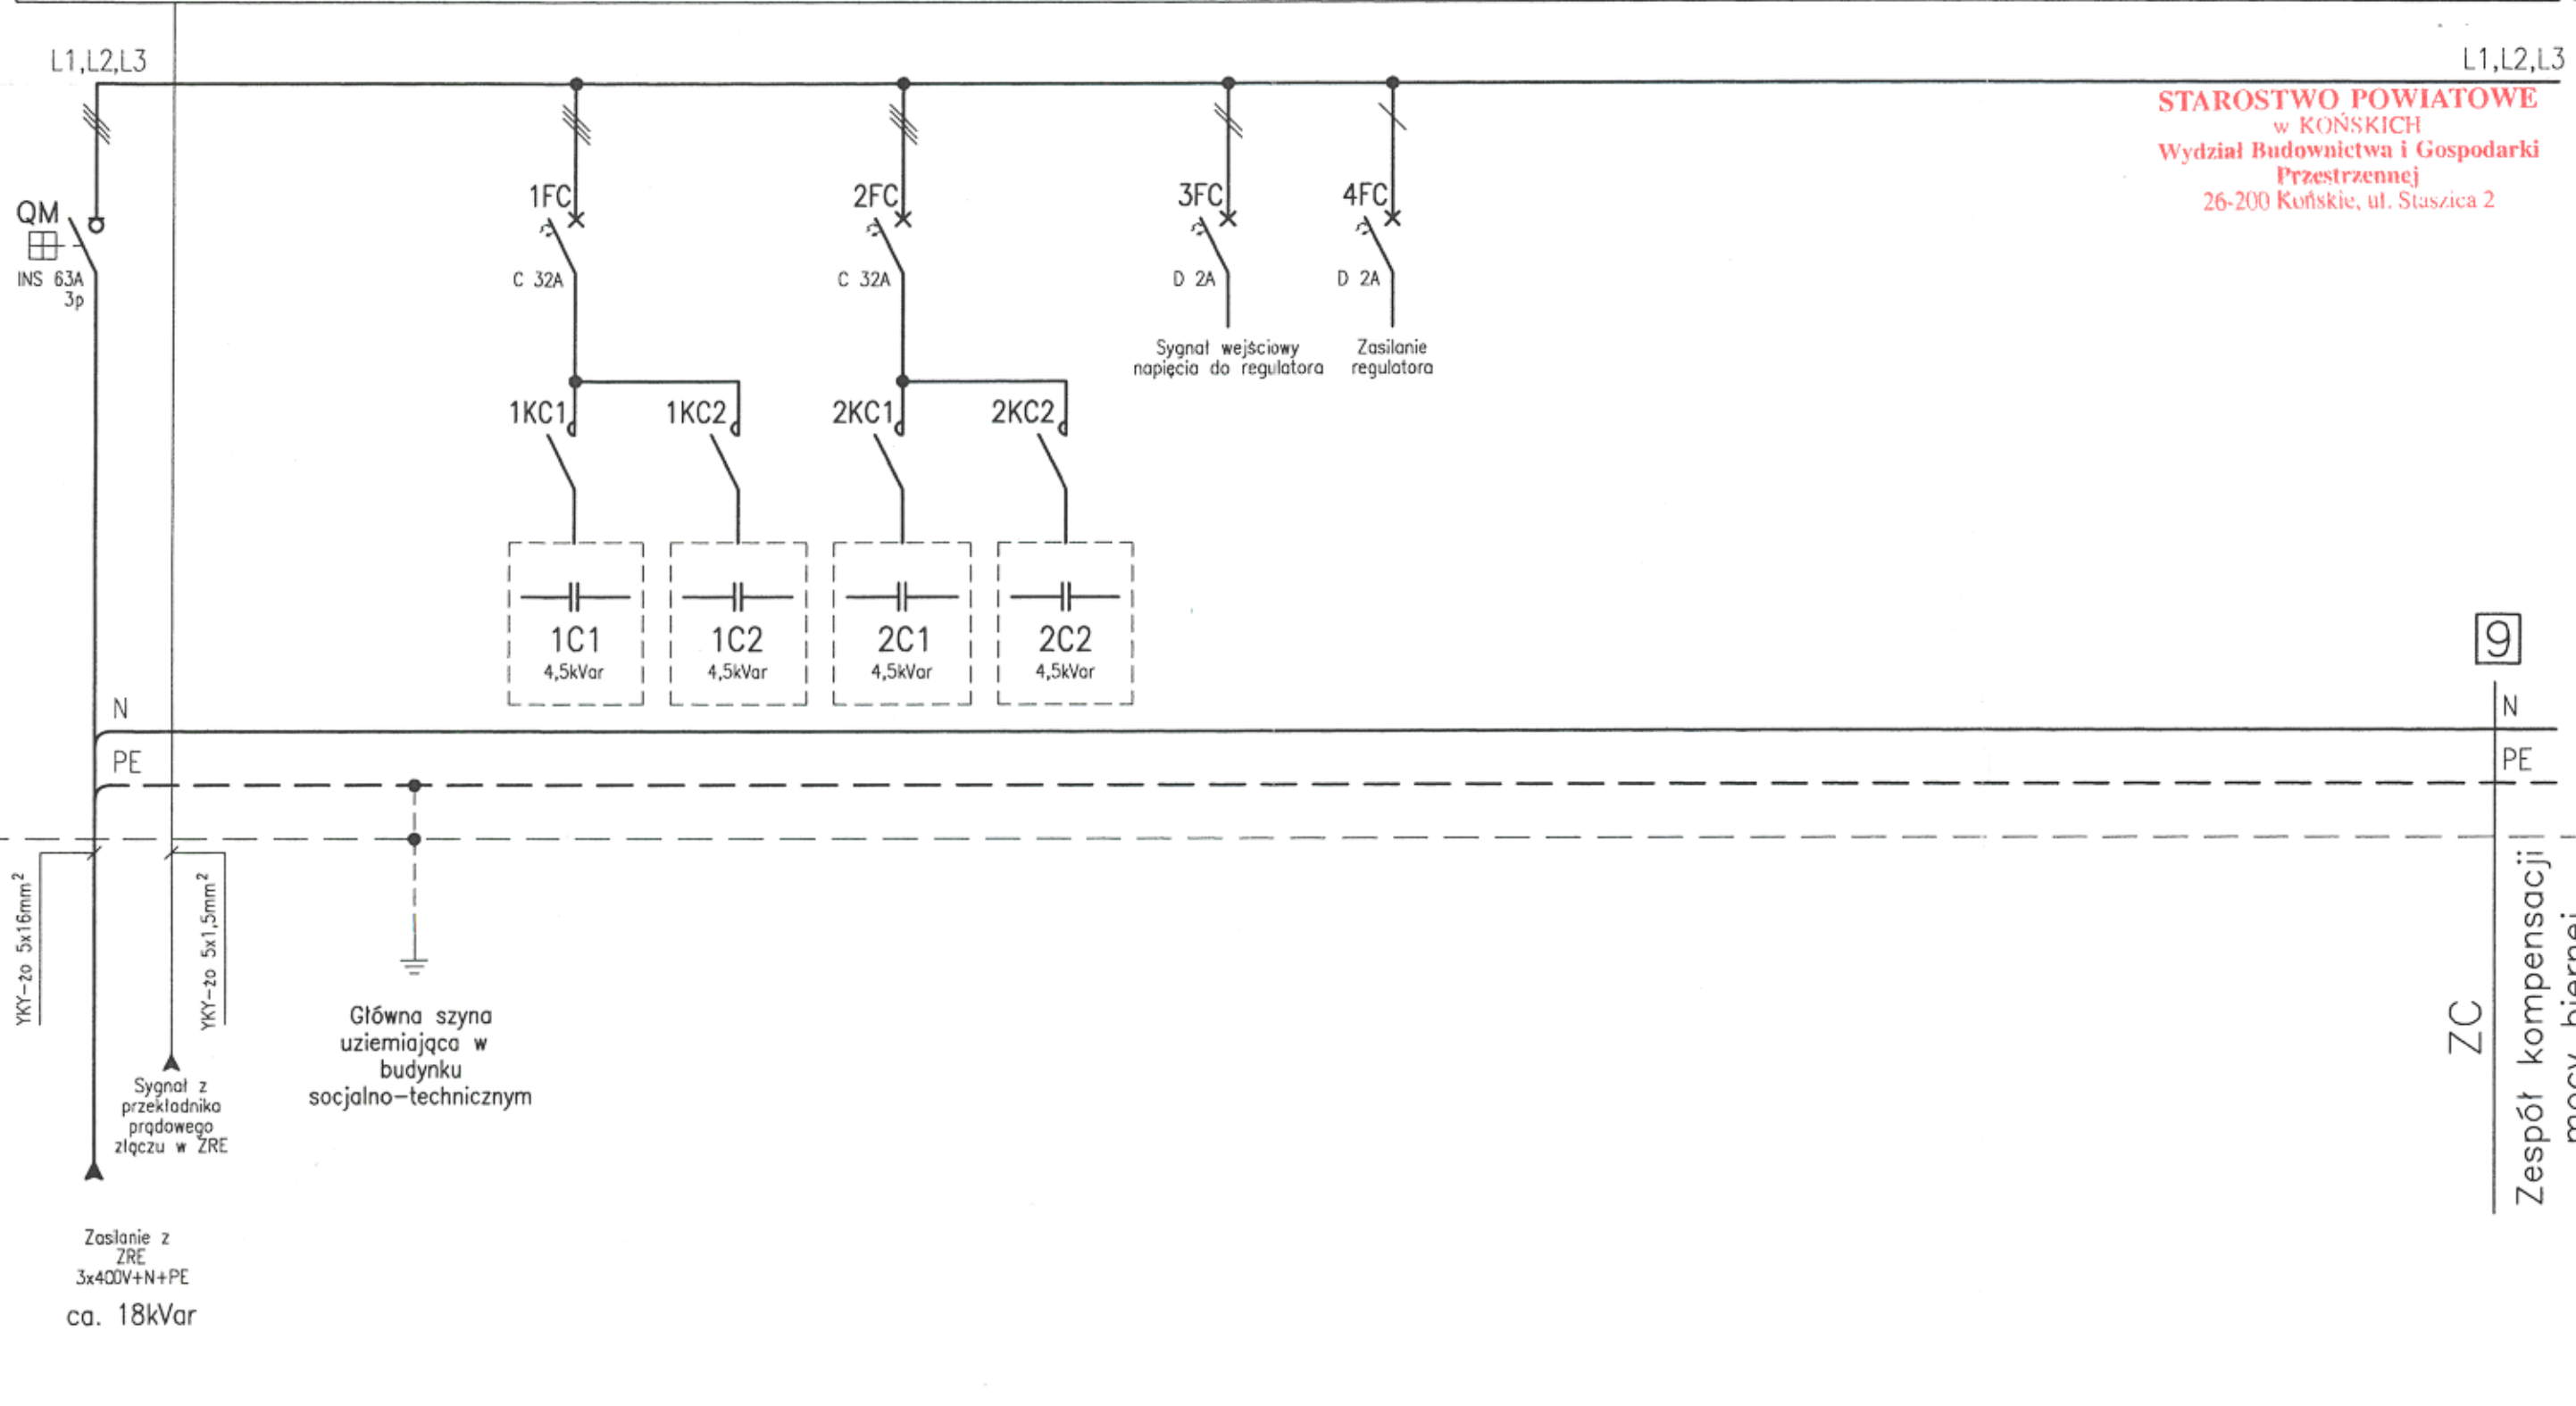 L1,L2,L3
L1,L2,L3
STAROSTWO POWIATOWE
w KOŃSKICH
Wydział Budownictwa i Gospodarki
Przestrzennej
26-200 Końskie, ul. Staszica 2
QM
INS 63A
3p
1FC
C 32A
2FC
C 32A
3FC
D 2A
Sygnał wejściowy
napięcia do regulatora
4FC
D 2A
Zasilanie
regulatora
1KC1
1KC2
2KC1
2KC2
1C1
4,5kVar
1C2
4,5kVar
2C1
4,5kVar
2C2
4,5kVar
9
N
N
PE
PE
YKY-żo 5x16mm²
YKY-żo 5x1,5mm²
Sygnał z
przekładnika
prądowego
złączu w ZRE
Główna szyna
uziemiająca w
budynku
socjalno-technicznym
Zasilanie z
ZRE
3x400V+N+PE
ca. 18kVar
ZC
Zespół kompensacji
mocy biernej